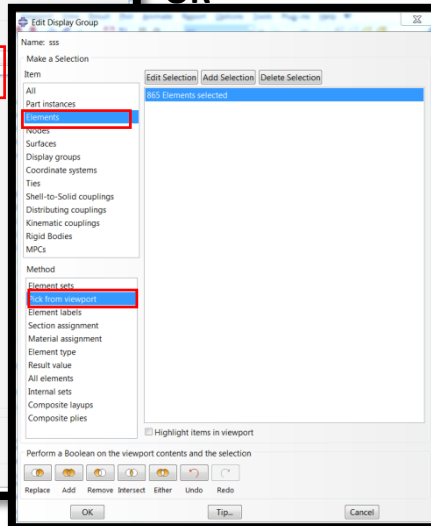 OR
Edit Display Group
Name: sss
Make a Selection
Item
Edit Selection Add Selection Delete Selection
All
Part instances
Elements
Nodes
Surfaces
Display groups
Coordinate systems
Ties
Shell-to-Solid couplings
Distributing couplings
Kinematic couplings
Rigid Bodies
MPCs
865 Elements selected
Method
Element sets
Pick from viewport
Element labels
Section assignment
Material assignment
Element type
Result value
All elements
Internal sets
Composite layups
Composite plies
Highlight items in viewport
Perform a Boolean on the viewport contents and the selection
Replace Add Remove Intersect Either Undo Redo
OK Tip... Cancel